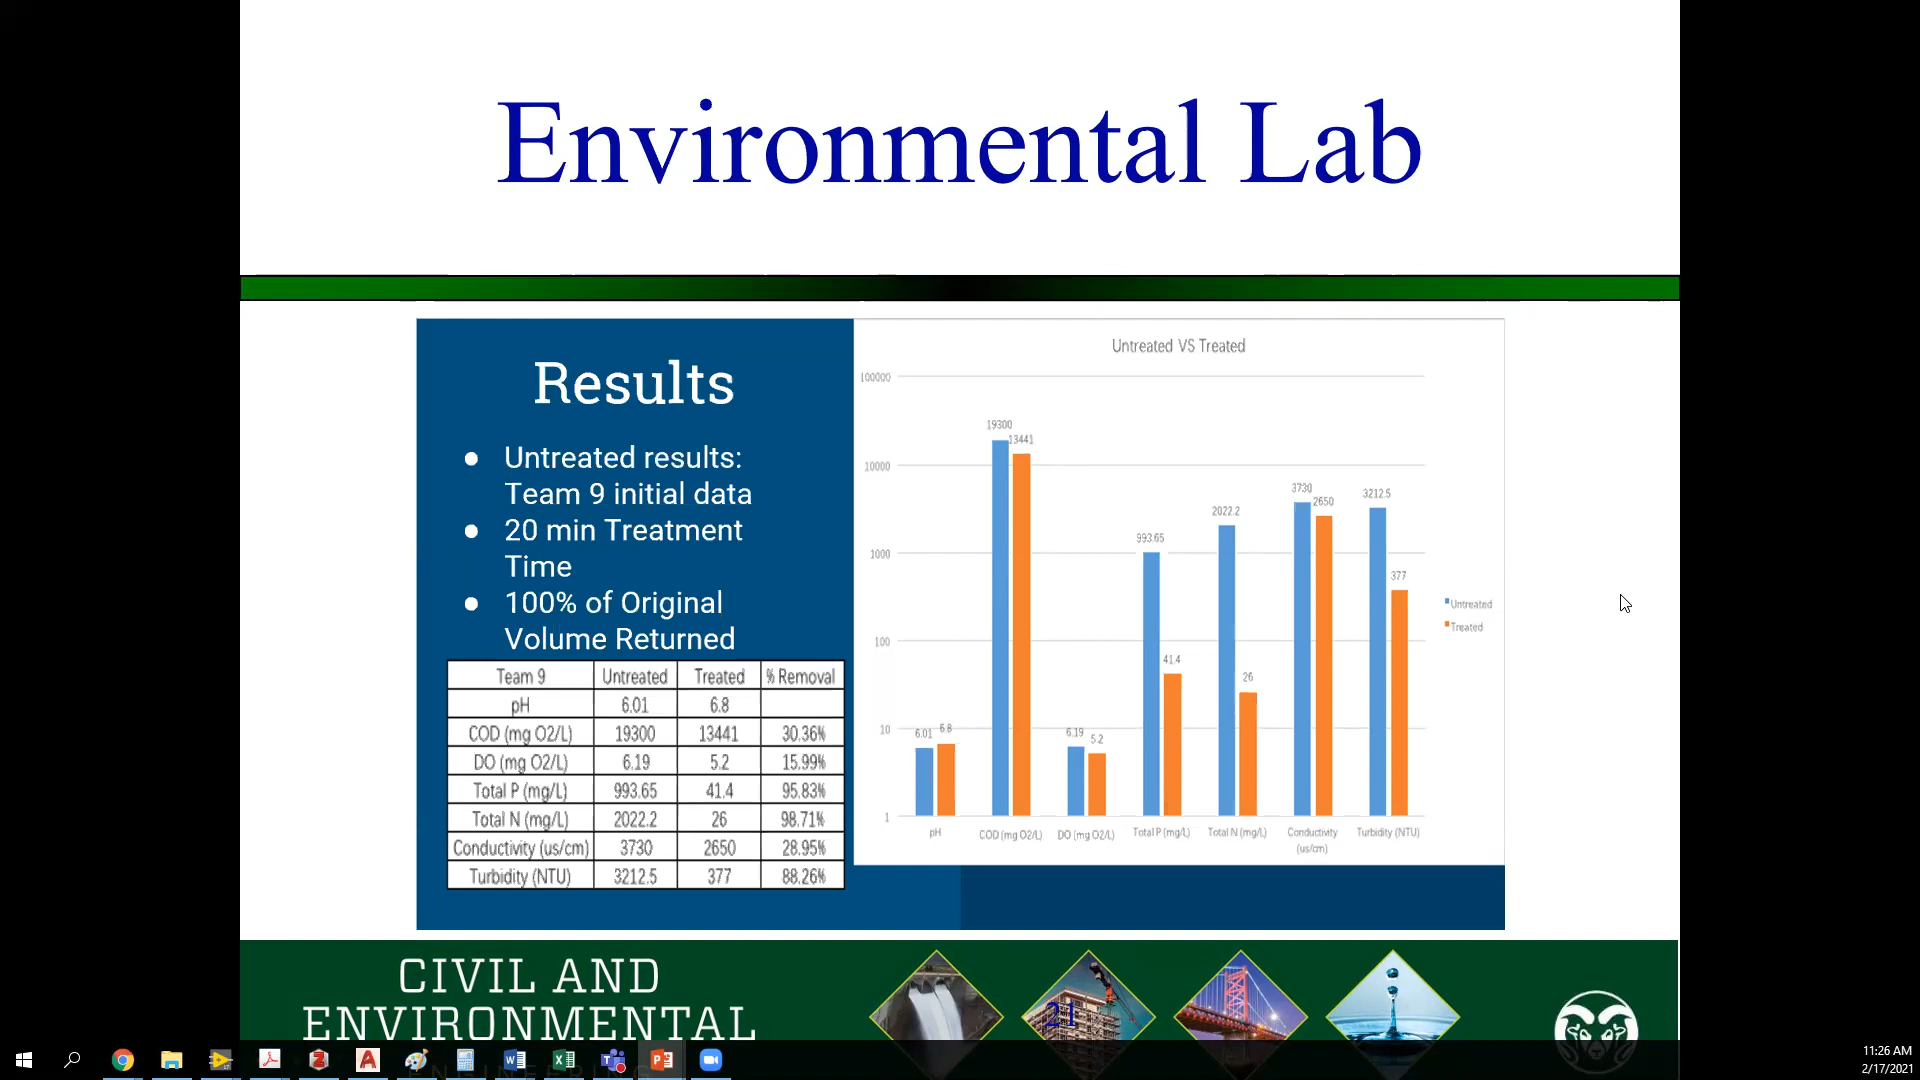 Environmental Lab
Results
● Untreated results:
Team 9 initial data
● 20 min Treatment
Time
● 100% of Original
Volume Returned
Team 9 Untreated Treated % Removal
pH 6.01 6.8
COD (mg O2/L) 19300 13441 30.36%
DO (mg O2/L) 6.19 5.2 15.99%
Total P (mg/L) 993.65 41.4 95.83%
Total N (mg/L) 2022.2 26 98.71%
Conductivity (us/cm) 3730 2650 28.95%
Turbidity (NTU) 3212.5 377 88.26%
Untreated VS Treated
100000
10000
1000
100
10
1
6.01 6.8
19300 13441
6.19 5.2
993.65 41.4
2022.2 26
3730 2650
3212.5 377
pH COD (mg O2/L) DO (mg O2/L) Total P (mg/L) Total N (mg/L) Conductivity Turbidity (NTU)
(us/cm)
Untreated
Treated
CIVIL AND
ENVIRONMENTAL
21
11:26 AM
2/17/2021